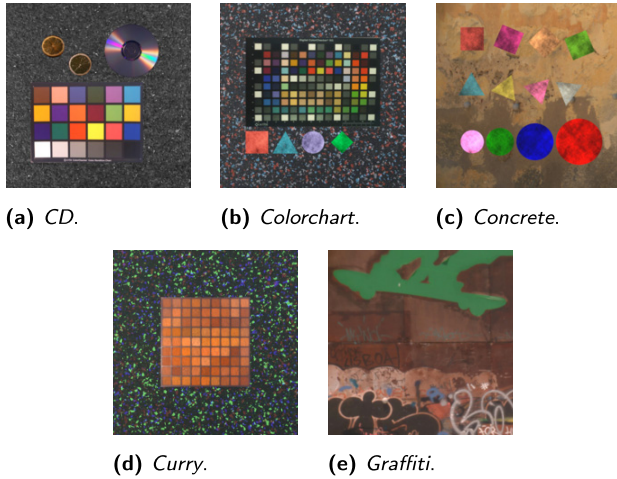 (a) CD.
(b) Colorchart.
(c) Concrete.
(d) Curry.
(e) Graffiti.